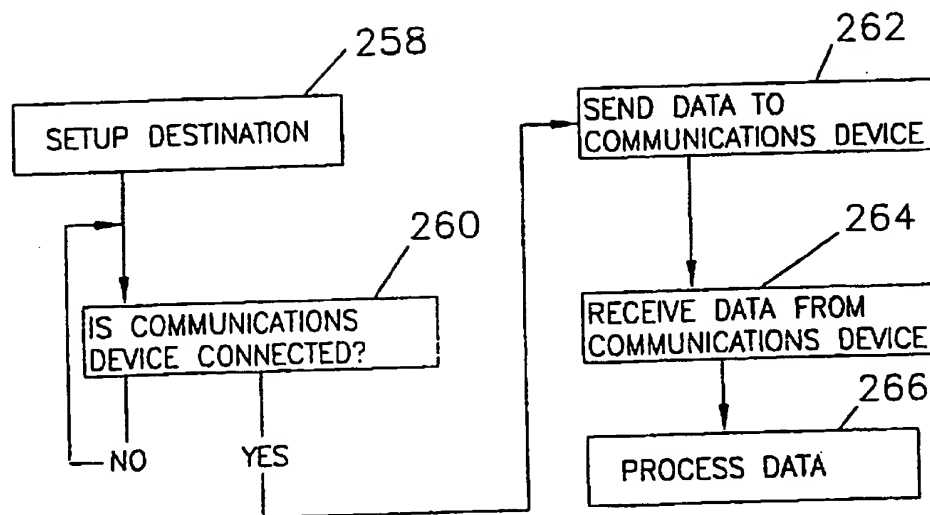 258
SETUP DESTINATION
260
IS COMMUNICATIONS
DEVICE CONNECTED?
NO
YES
262
SEND DATA TO
COMMUNICATIONS DEVICE
264
RECEIVE DATA FROM
COMMUNICATIONS DEVICE
266
PROCESS DATA